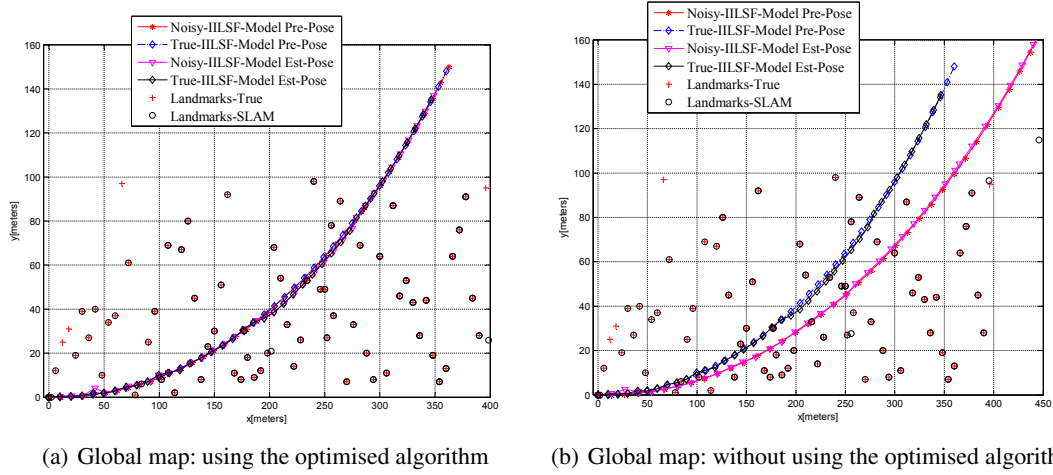 Noisy-IILSF-Model Pre-Pose
True-IILSF-Model Pre-Pose
Noisy-IILSF-Model Est-Pose
True-IILSF-Model Est-Pose
Landmarks-True
Landmarks-SLAM
160
140
120
100
80
60
40
20
0
y[meters]
0 50 100 150 200 250 300 350 400
x[meters]
(a) Global map: using the optimised algorithm
Noisy-IILSF-Model Pre-Pose
True-IILSF-Model Pre-Pose
Noisy-IILSF-Model Est-Pose
True-IILSF-Model Est-Pose
Landmarks-True
Landmarks-SLAM
160
140
120
100
80
60
40
20
0
y[meters]
0 50 100 150 200 250 300 350 400 450
x[meters]
(b) Global map: without using the optimised algorit